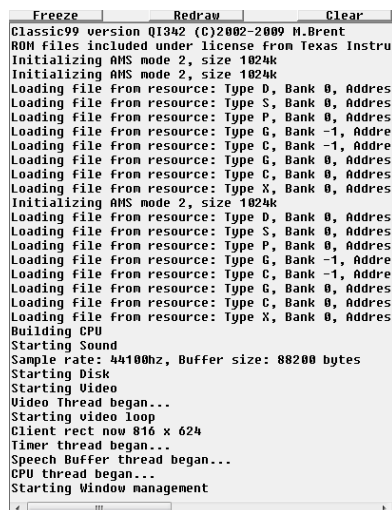 Freeze Redraw Clear
Classic99 version QI342 (C)2002-2009 M.Brent
ROM files included under license from Texas Instru
Initializing AMS mode 2, size 1024k
Initializing AMS mode 2, size 1024k
Loading file from resource: Type D, Bank 0, Addres
Loading file from resource: Type S, Bank 0, Addres
Loading file from resource: Type P, Bank 0, Addres
Loading file from resource: Type G, Bank -1, Addre
Loading file from resource: Type C, Bank -1, Addre
Loading file from resource: Type G, Bank 0, Addres
Loading file from resource: Type C, Bank 0, Addres
Loading file from resource: Type X, Bank 0, Addres
Initializing AMS mode 2, size 1024k
Loading file from resource: Type D, Bank 0, Addres
Loading file from resource: Type S, Bank 0, Addres
Loading file from resource: Type P, Bank 0, Addres
Loading file from resource: Type G, Bank -1, Addre
Loading file from resource: Type C, Bank -1, Addre
Loading file from resource: Type G, Bank 0, Addres
Loading file from resource: Type C, Bank 0, Addres
Loading file from resource: Type X, Bank 0, Addres
Building CPU
Starting Sound
Sample rate: 44100hz, Buffer size: 88200 bytes
Starting Disk
Starting Video
Video Thread began...
Starting video loop
Client rect now 816 x 624
Timer thread began...
Speech Buffer thread began...
CPU thread began...
Starting Window management